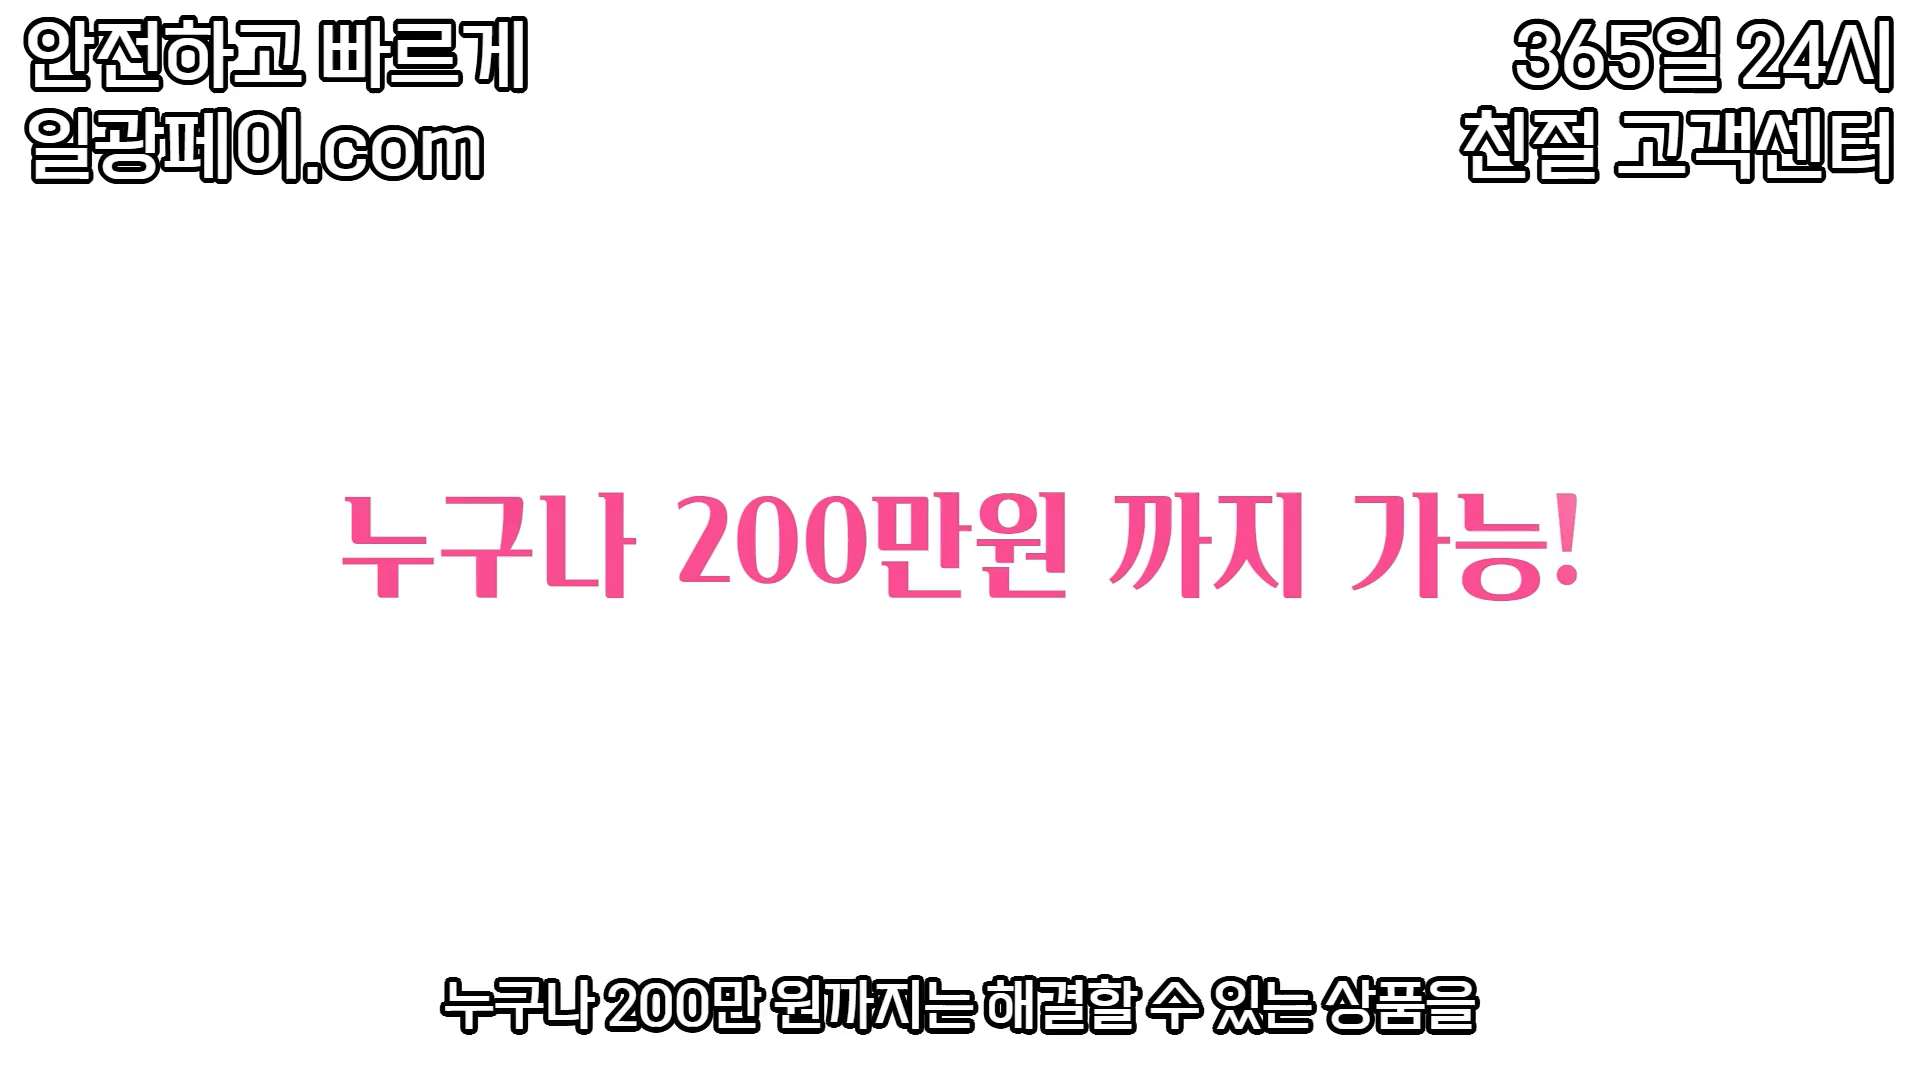 안전하고 빠르게
일광페이.com
365일 24시
친절 고객센터
누구나 200만원 까지 가능!
누구나 200만 원까지는 해결할 수 있는 상품을